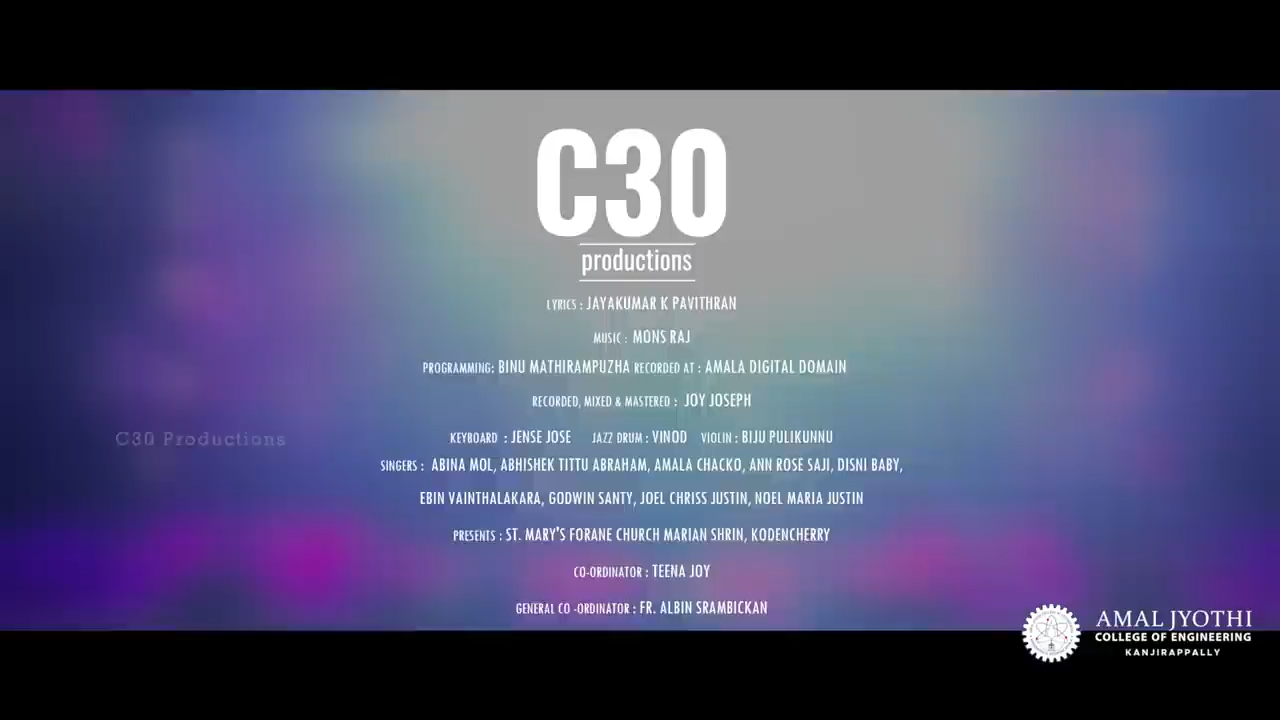 C30
productions
LYRICS : JAYAKUMAR K PAVITHRAN
MUSIC : MONS RAJ
PROGRAMMING: BINU MATHIRAMPUZHA RECORDED AT : AMALA DIGITAL DOMAIN
RECORDED, MIXED & MASTERED : JOY JOSEPH
KEYBOARD : JENSE JOSE JAZZ DRUM : VINOD VIOLIN : BIJU PULIKUNNU
C30 Productions
SINGERS : ABINA MOL, ABHISHEK TITTU ABRAHAM, AMALA CHACKO, ANN ROSE SAJI, DISNI BABY,
EBIN VAINTHALAKARA, GODWIN SANTY, JOEL CHRISS JUSTIN, NOEL MARIA JUSTIN
PRESENTS : ST. MARY'S FORANE CHURCH MARIAN SHRIN, KODENCHERRY
CO-ORDINATOR : TEENA JOY
GENERAL CO -ORDINATOR : FR. ALBIN SRAMBICKAN
AMAL JYOTHI
COLLEGE OF ENGINEERING
KANJIRAPPALLY